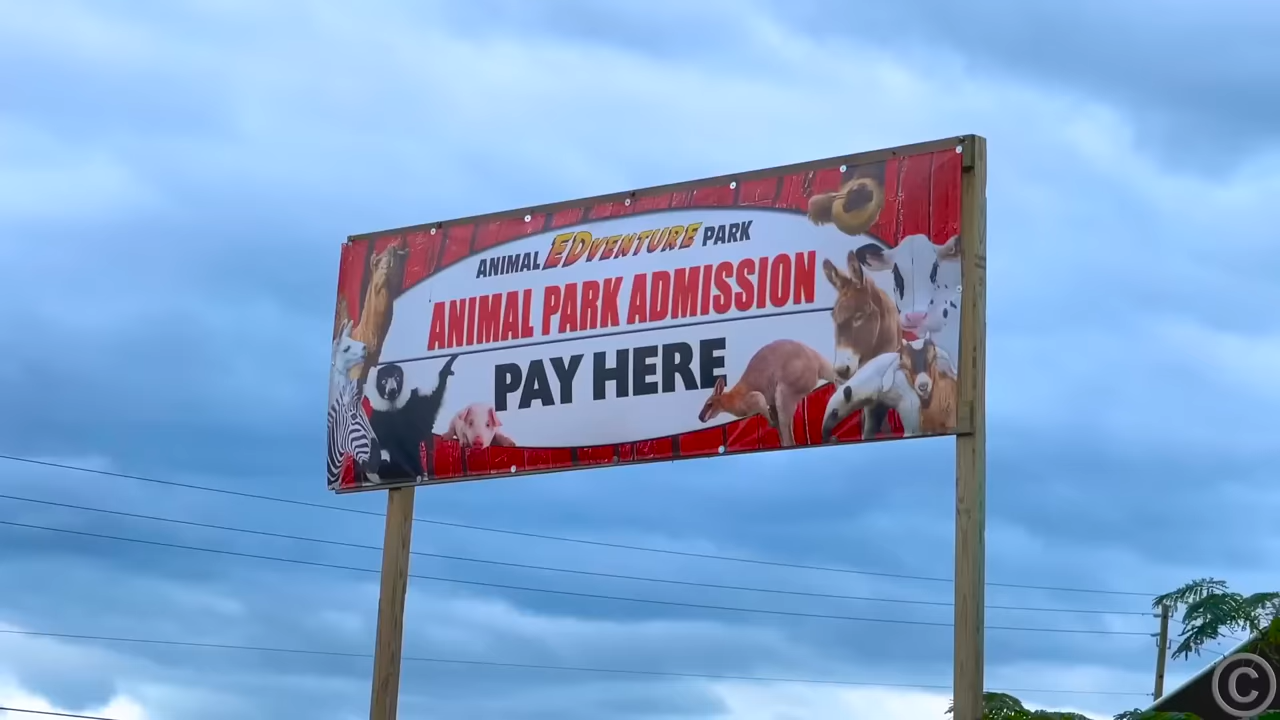 ANIMAL EDVENTURE PARK
ANIMAL PARK ADMISSION
PAY HERE
©